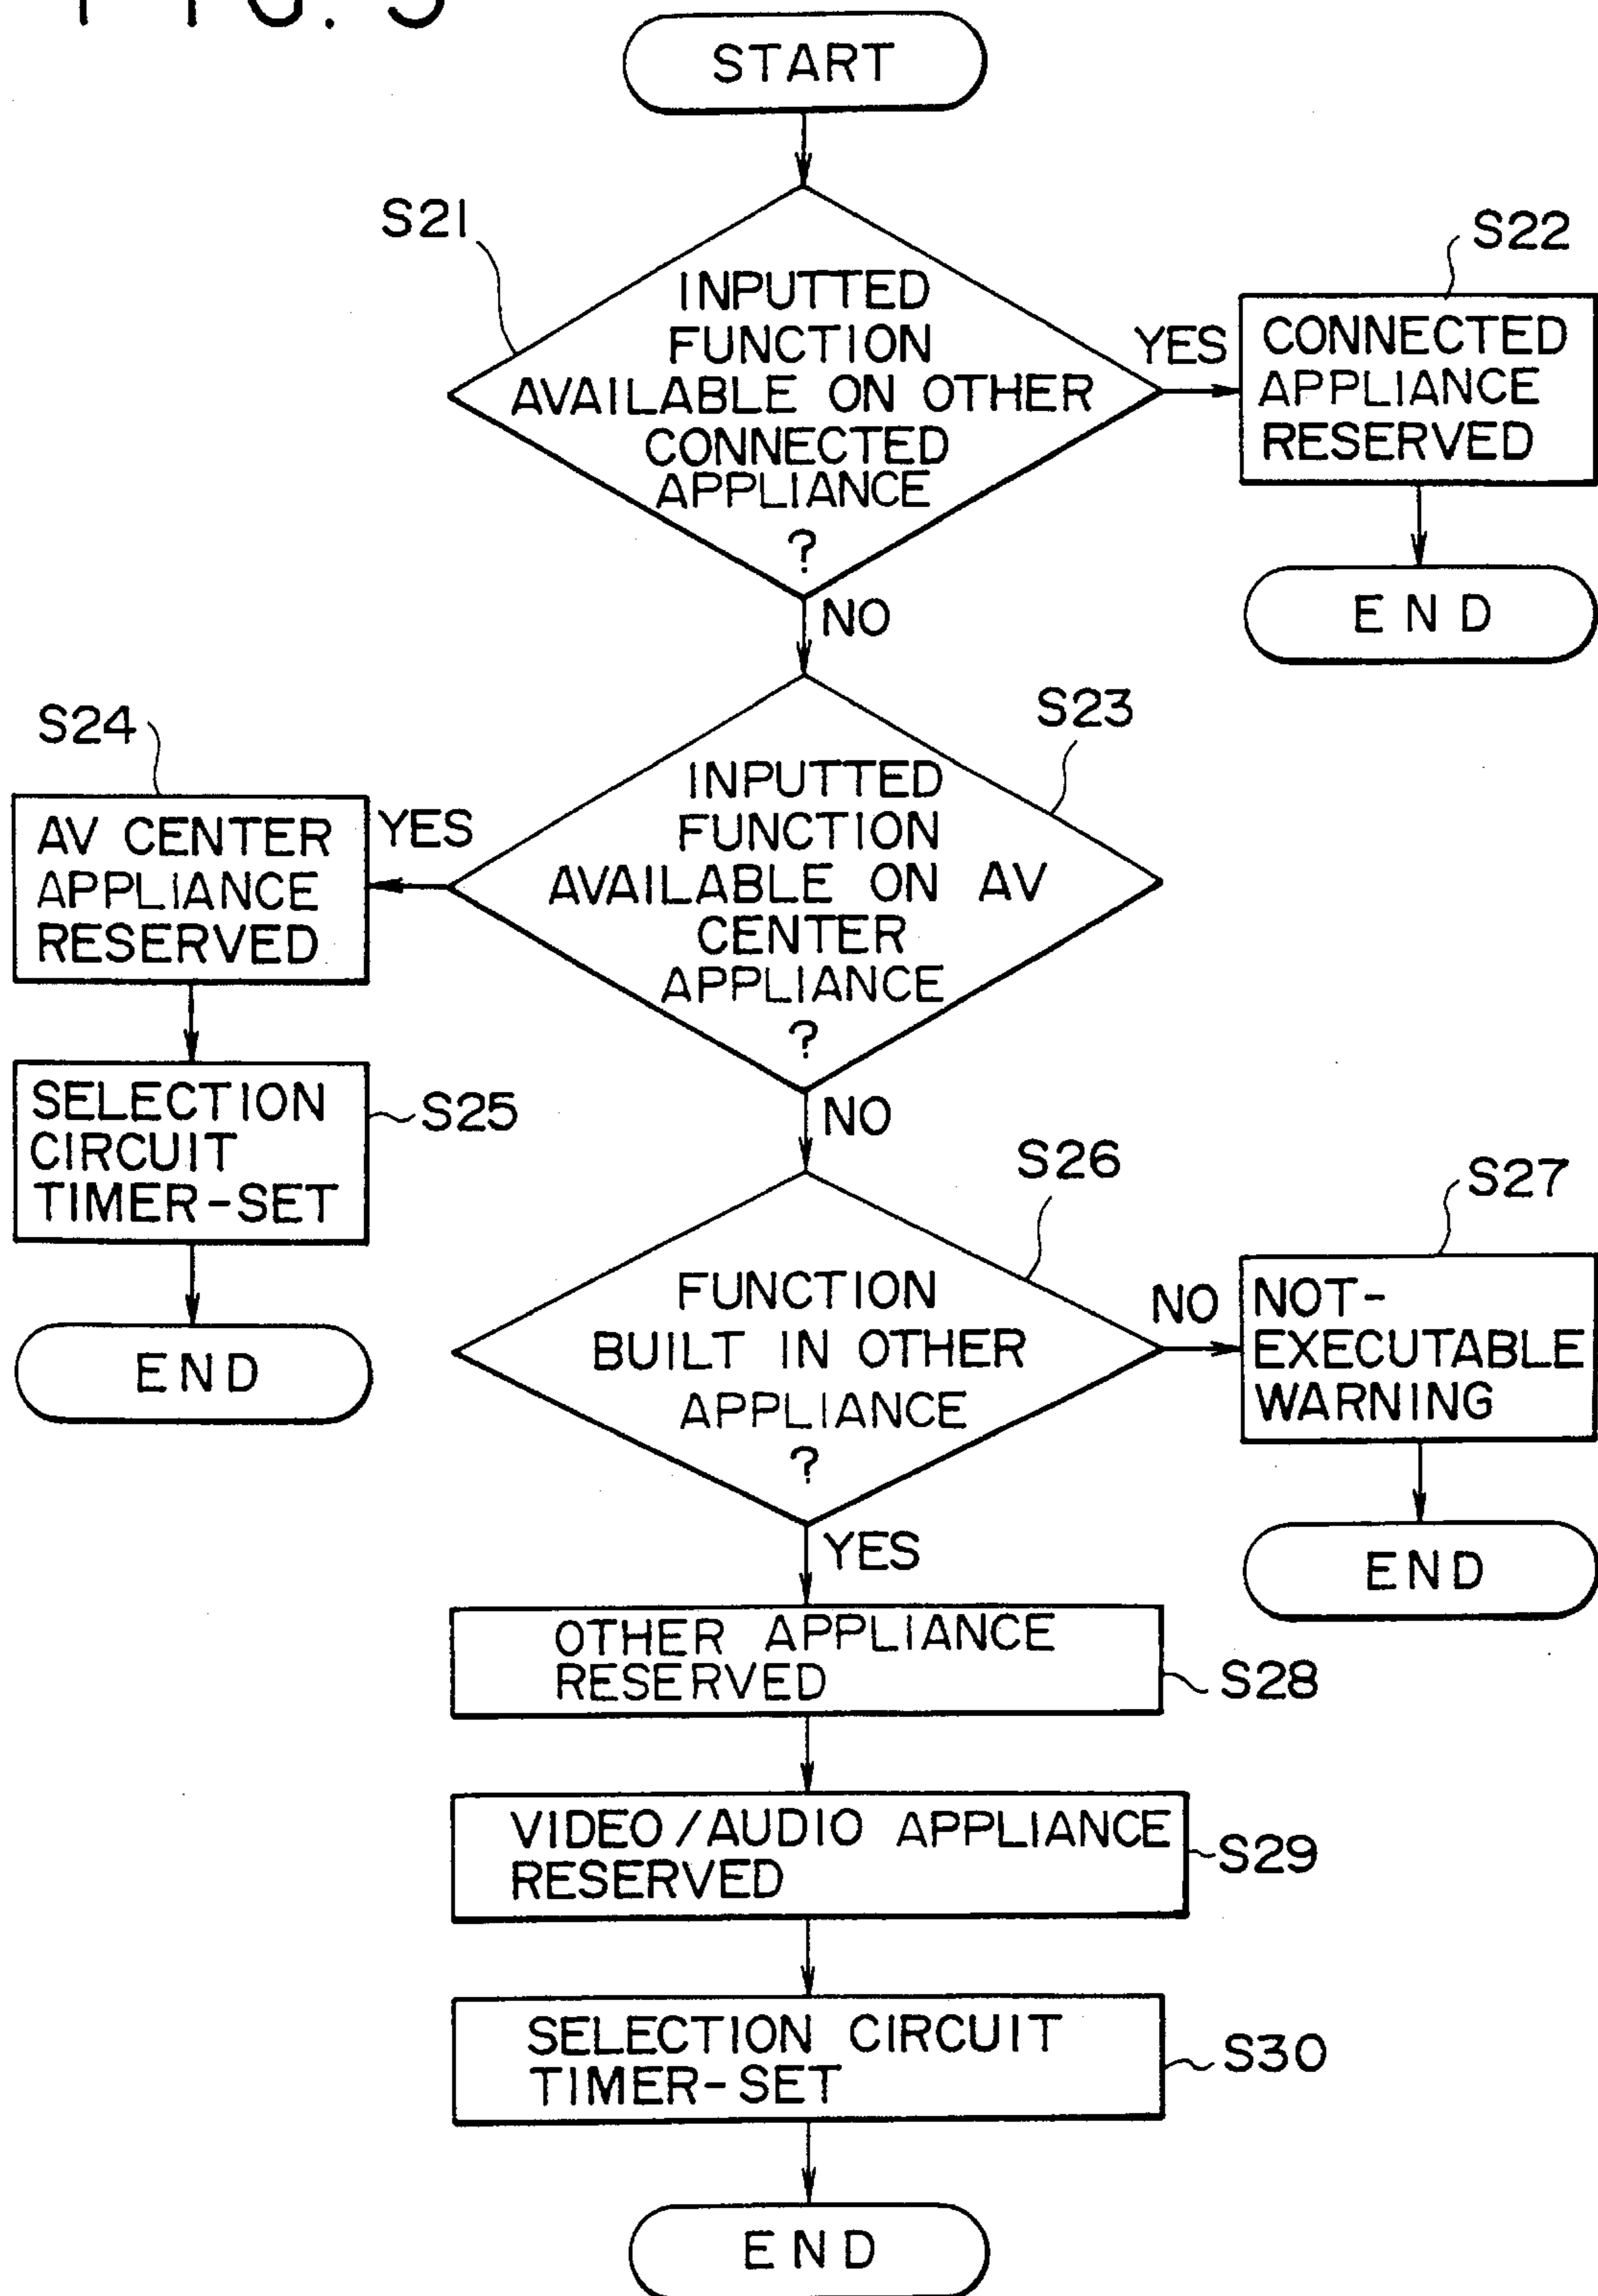 START
S21
INPUTTED
FUNCTION
AVAILABLE ON OTHER
CONNECTED
APPLIANCE
?
YES
S22
CONNECTED
APPLIANCE
RESERVED
END
NO
S23
INPUTTED
FUNCTION
AVAILABLE ON AV
CENTER
APPLIANCE
?
YES
S24
AV CENTER
APPLIANCE
RESERVED
SELECTION
CIRCUIT
TIMER-SET
S25
END
NO
S26
FUNCTION
BUILT IN OTHER
APPLIANCE
?
NO
S27
NOT-
EXECUTABLE
WARNING
END
YES
OTHER APPLIANCE
RESERVED
S28
VIDEO/AUDIO APPLIANCE
RESERVED
S29
SELECTION CIRCUIT
TIMER-SET
S30
END